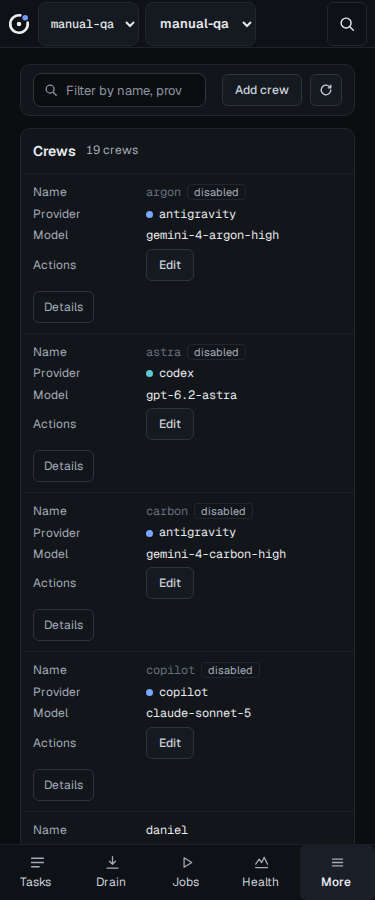 manual-qa manual-qa
Filter by name, prov Add crew
Crews 19 crews
Name argon disabled
Provider antigravity
Model gemini-4-argon-high
Actions Edit
Details
Name astra disabled
Provider codex
Model gpt-6.2-astra
Actions Edit
Details
Name carbon disabled
Provider antigravity
Model gemini-4-carbon-high
Actions Edit
Details
Name copilot disabled
Provider copilot
Model claude-sonnet-5
Actions Edit
Details
Name daniel
Tasks Drain Jobs Health More